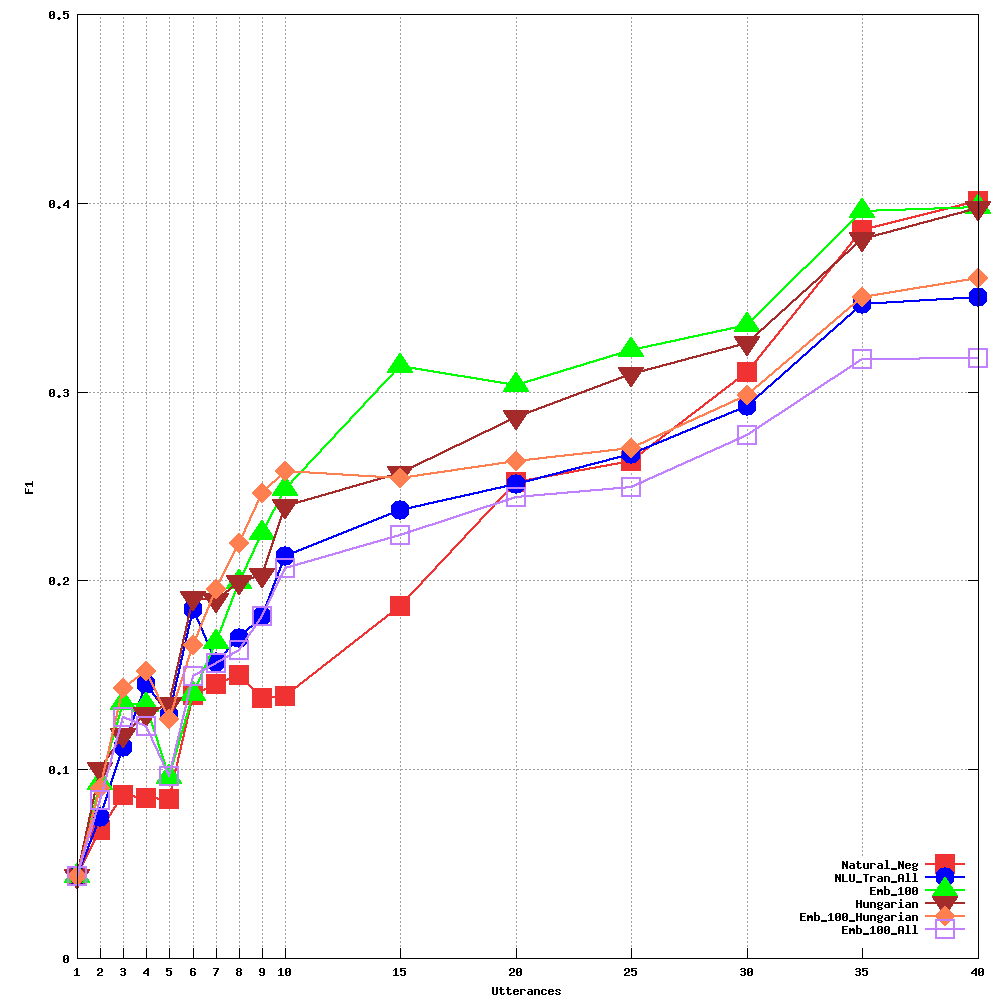 0.5
0.4
0.3
0.2
0.1
0
F1
1 2 3 4 5 6 7 8 9 10 15 20 25 30 35 40
Utterances
Natural_Neg
NLU_Tran_All
Emb_100
Hungarian
Emb_100_Hungarian
Emb_100_All